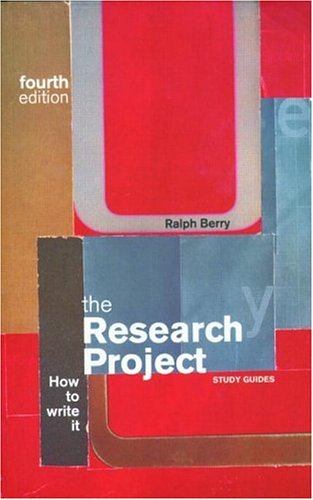 fourth
edition
e
Ralph Berry
the
y
Research
Project
How
to
write
it
STUDY GUIDES